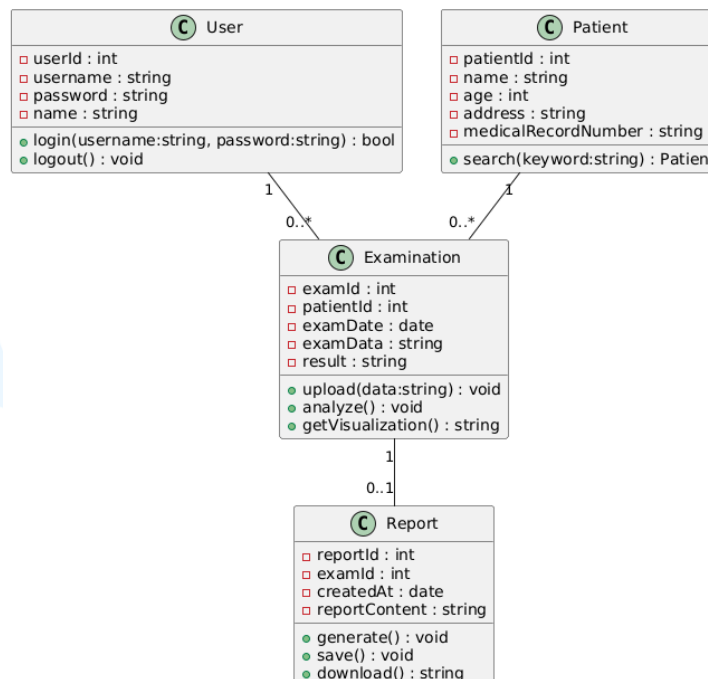 C User
userId : int
username : string
password : string
name : string
login(username:string, password:string) : bool
logout() : void
C Patient
patientId : int
name : string
age : int
address : string
medicalRecordNumber : string
search(keyword:string) : Patien
1
0..*
1
0..*
C Examination
examId : int
patientId : int
examDate : date
examData : string
result : string
upload(data:string) : void
analyze() : void
getVisualization() : string
1
0..1
C Report
reportId : int
examId : int
createdAt : date
reportContent : string
generate() : void
save() : void
download() : string